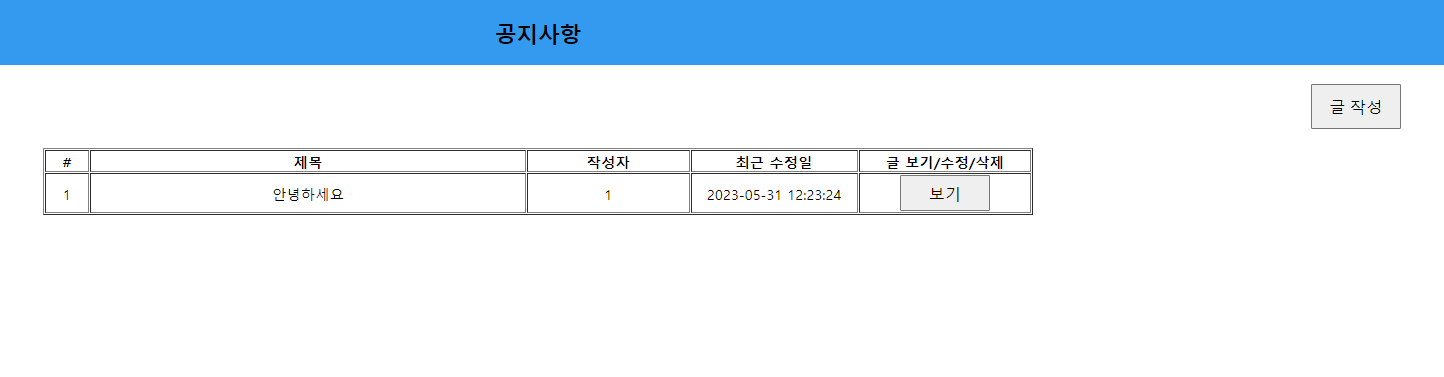 공지사항
글 작성
# 제목 작성자 최근 수정일 글 보기/수정/삭제
1 안녕하세요 1 2023-05-31 12:23:24 보기